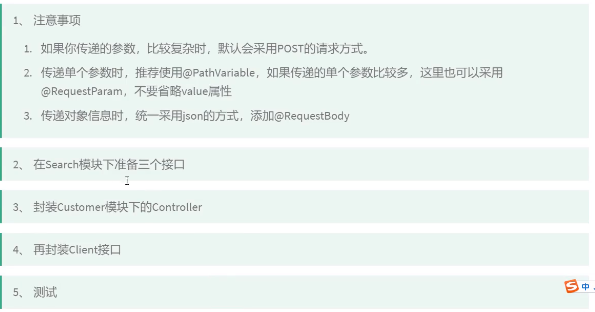 1、 注意事项
1. 如果你传递的参数，比较复杂时，默认会采用POST的请求方式。
2. 传递单个参数时，推荐使用@PathVariable，如果传递的单个参数比较多，这里也可以采用
@RequestParam，不要省略value属性
3. 传递对象信息时，统一采用json的方式，添加@RequestBody
2、 在Search模块下准备三个接口
3、 封装Customer模块下的Controller
4、 再封装Client接口
5、 测试
S 中